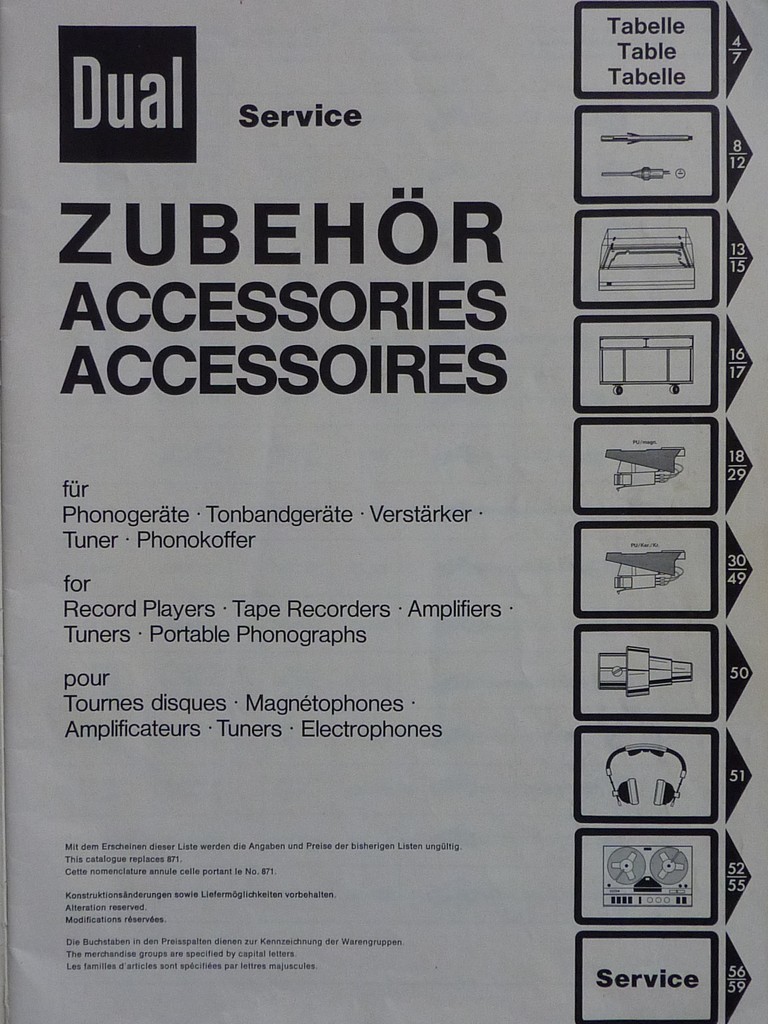 Dual
Service
ZUBEHÖR
ACCESSORIES
ACCESSOIRES
für
Phonogeräte · Tonbandgeräte · Verstärker ·
Tuner · Phonokoffer
for
Record Players · Tape Recorders · Amplifiers ·
Tuners · Portable Phonographs
pour
Tournes disques · Magnétophones ·
Amplificateurs · Tuners · Electrophones
Mit dem Erscheinen dieser Liste werden die Angaben und Preise der bisherigen Listen ungültig.
This catalogue replaces 871.
Cette nomenclature annule celle portant le No. 871.
Konstruktionsänderungen sowie Liefermöglichkeiten vorbehalten.
Alteration reserved.
Modifications réservées.
Die Buchstaben in den Preisspalten dienen zur Kennzeichnung der Warengruppen.
The merchandise groups are specified by capital letters.
Les familles d'articles sont spécifiées par lettres majuscules.
Tabelle
Table
Tabelle
4
7
8
12
13
15
16
17
PU/magn.
18
29
PU/Ker./Kr.
30
49
50
51
52
55
Service
56
59